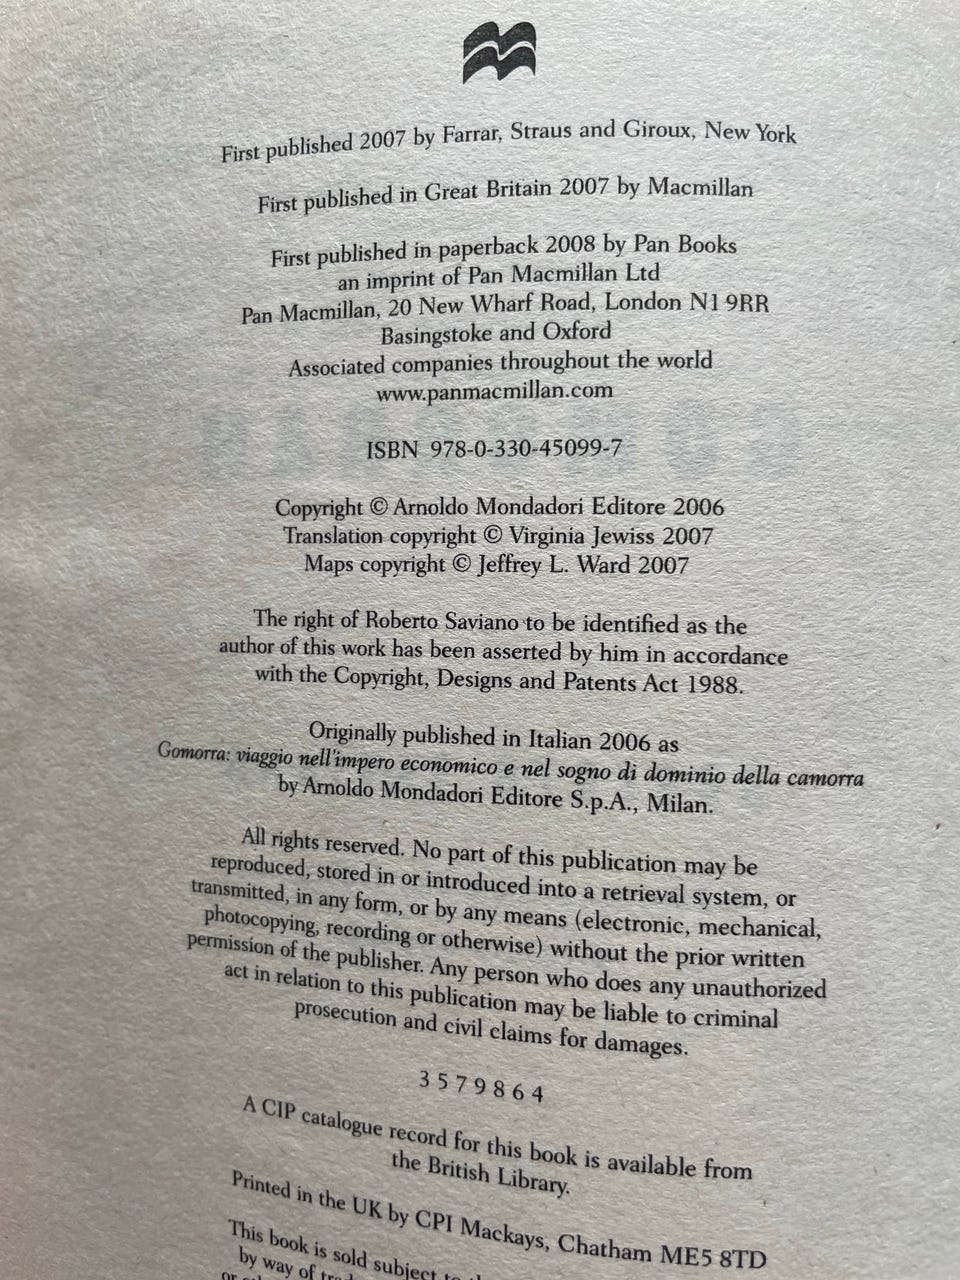 First published 2007 by Farrar, Straus and Giroux, New York
First published in Great Britain 2007 by Macmillan
First published in paperback 2008 by Pan Books
an imprint of Pan Macmillan Ltd
Pan Macmillan, 20 New Wharf Road, London N1 9RR
Basingstoke and Oxford
Associated companies throughout the world
www.panmacmillan.com
ISBN 978-0-330-45099-7
Copyright © Arnoldo Mondadori Editore 2006
Translation copyright © Virginia Jewiss 2007
Maps copyright © Jeffrey L. Ward 2007
The right of Roberto Saviano to be identified as the
author of this work has been asserted by him in accordance
with the Copyright, Designs and Patents Act 1988.
Originally published in Italian 2006 as
Gomorra: viaggio nell'impero economico e nel sogno di dominio della camorra
by Arnoldo Mondadori Editore S.p.A., Milan.
All rights reserved. No part of this publication may be
reproduced, stored in or introduced into a retrieval system, or
transmitted, in any form, or by any means (electronic, mechanical,
photocopying, recording or otherwise) without the prior written
permission of the publisher. Any person who does any unauthorized
act in relation to this publication may be liable to criminal
prosecution and civil claims for damages.
3 5 7 9 8 6 4
A CIP catalogue record for this book is available from
the British Library.
Printed in the UK by CPI Mackays, Chatham ME5 8TD
This book is sold subject to
by way of